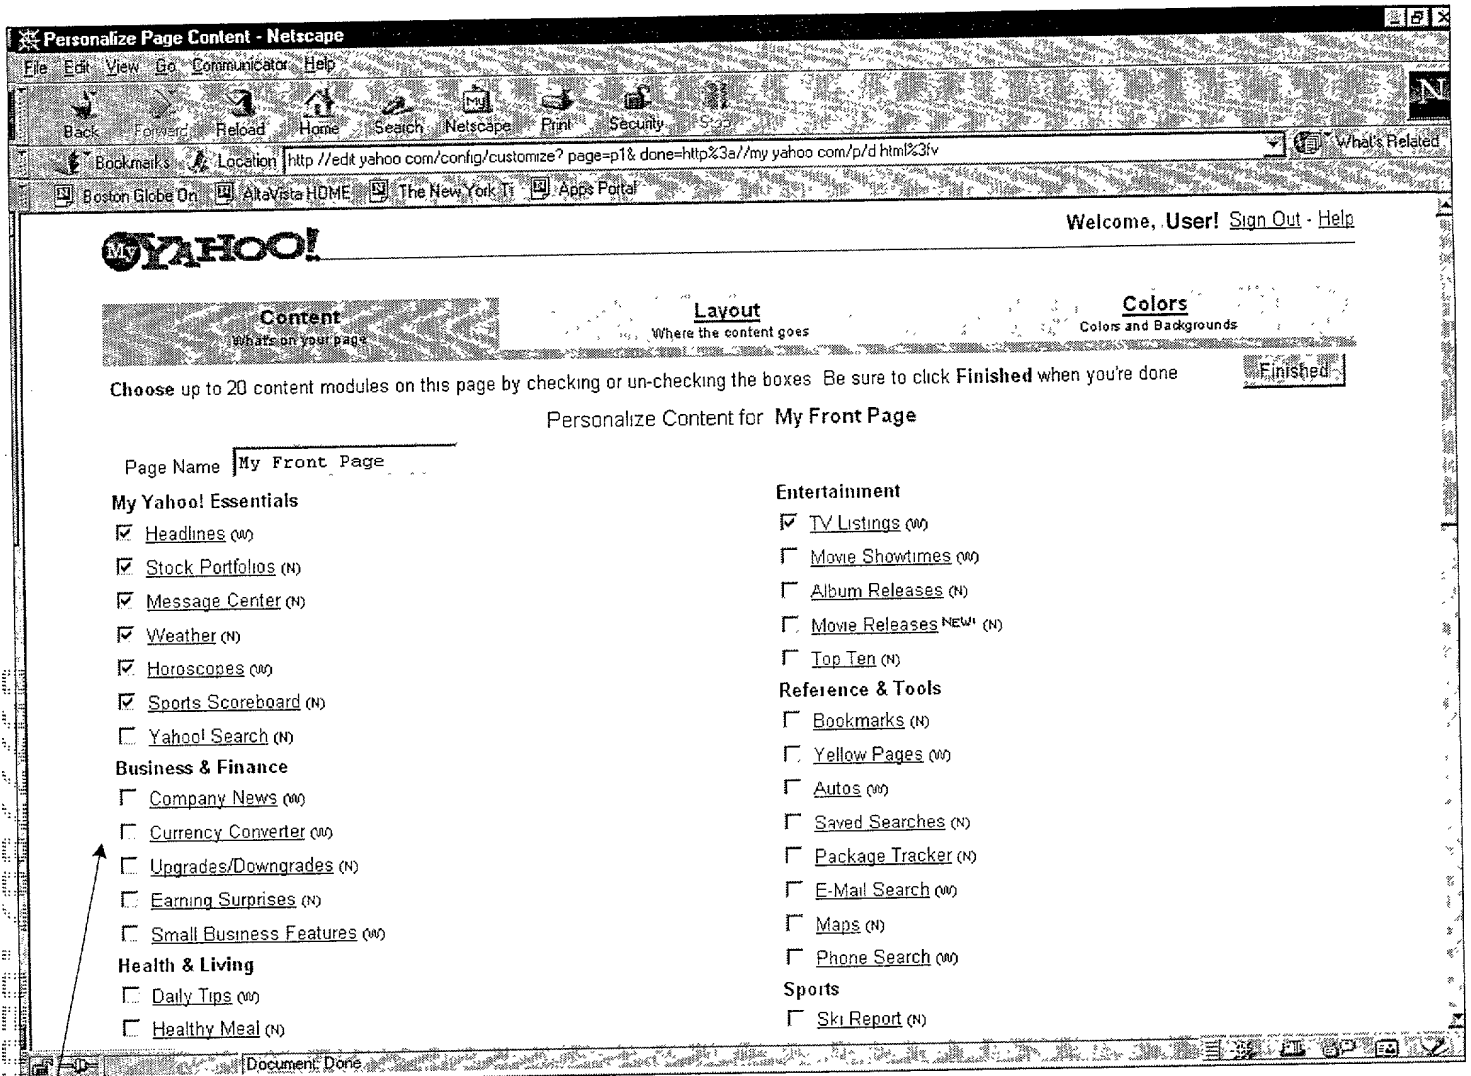 Personalize Page Content - Netscape
File Edit View Go Communicator Help
Back Forward Reload Home Search Netscape Print Security Stop
Bookmarks Location http //edit yahoo com/config/customize? page=p1& done=http%3a//my yahoo com/p/d html%3fv What's Related
Boston Globe On AltaVista HOME The New York Ti Apps Portal
Welcome, User! Sign Out - Help
My YAHOO!
Content Layout Colors
What's on your page Where the content goes Colors and Backgrounds
Choose up to 20 content modules on this page by checking or un-checking the boxes Be sure to click Finished when you're done Finished
Personalize Content for My Front Page
Page Name My Front Page
My Yahoo! Essentials
Headlines (W)
Stock Portfolios (N)
Message Center (N)
Weather (N)
Horoscopes (W)
Sports Scoreboard (N)
Yahoo! Search (N)
Business & Finance
Company News (W)
Currency Converter (W)
Upgrades/Downgrades (N)
Earning Surprises (N)
Small Business Features (W)
Health & Living
Daily Tips (W)
Healthy Meal (N)
Entertainment
TV Listings (W)
Movie Showtimes (W)
Album Releases (N)
Movie Releases NEW! (N)
Top Ten (N)
Reference & Tools
Bookmarks (N)
Yellow Pages (W)
Autos (W)
Saved Searches (N)
Package Tracker (N)
E-Mail Search (W)
Maps (N)
Phone Search (W)
Sports
Ski Report (N)
Document: Done